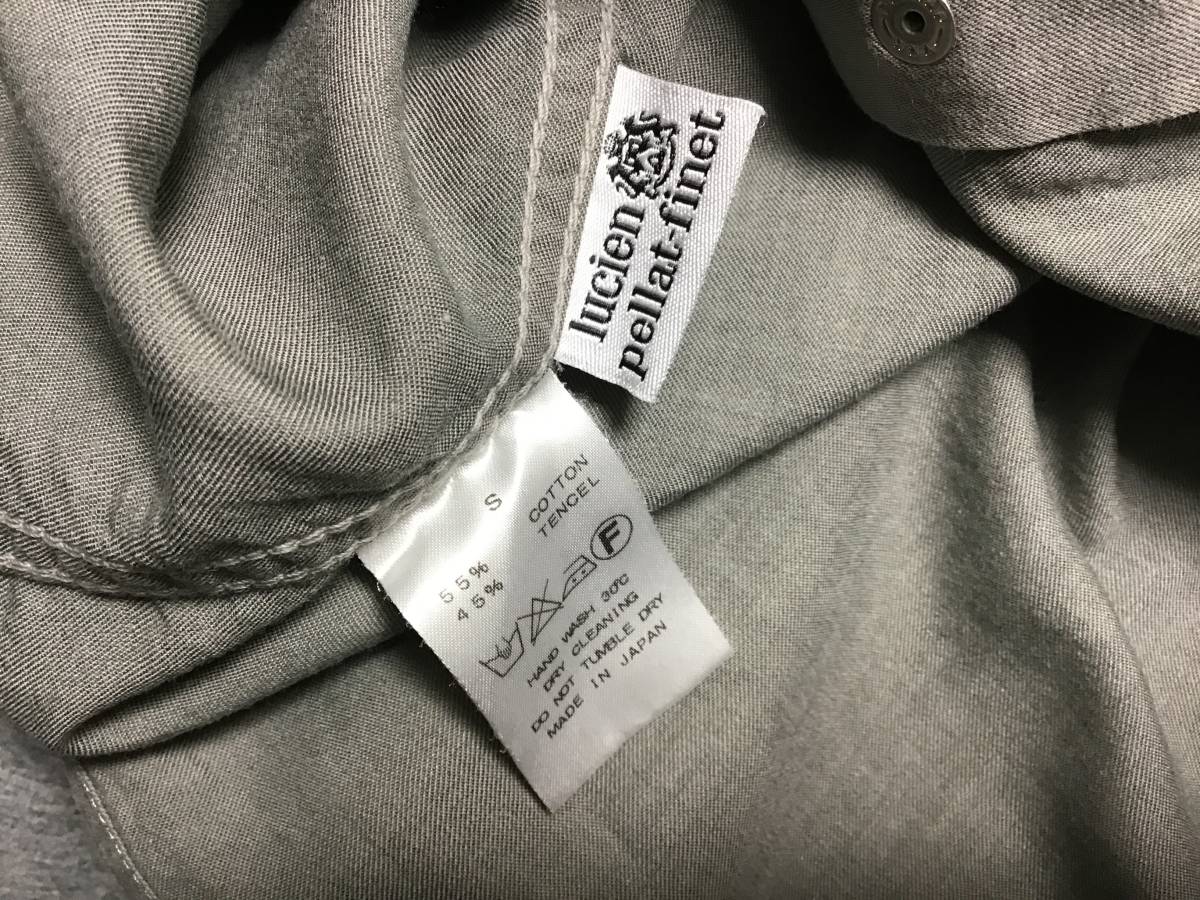 lucien
pellat-finet
S
55% COTTON
45% TENCEL
F
HAND WASH 30°C
DRY CLEANING
DO NOT TUMBLE DRY
MADE IN JAPAN